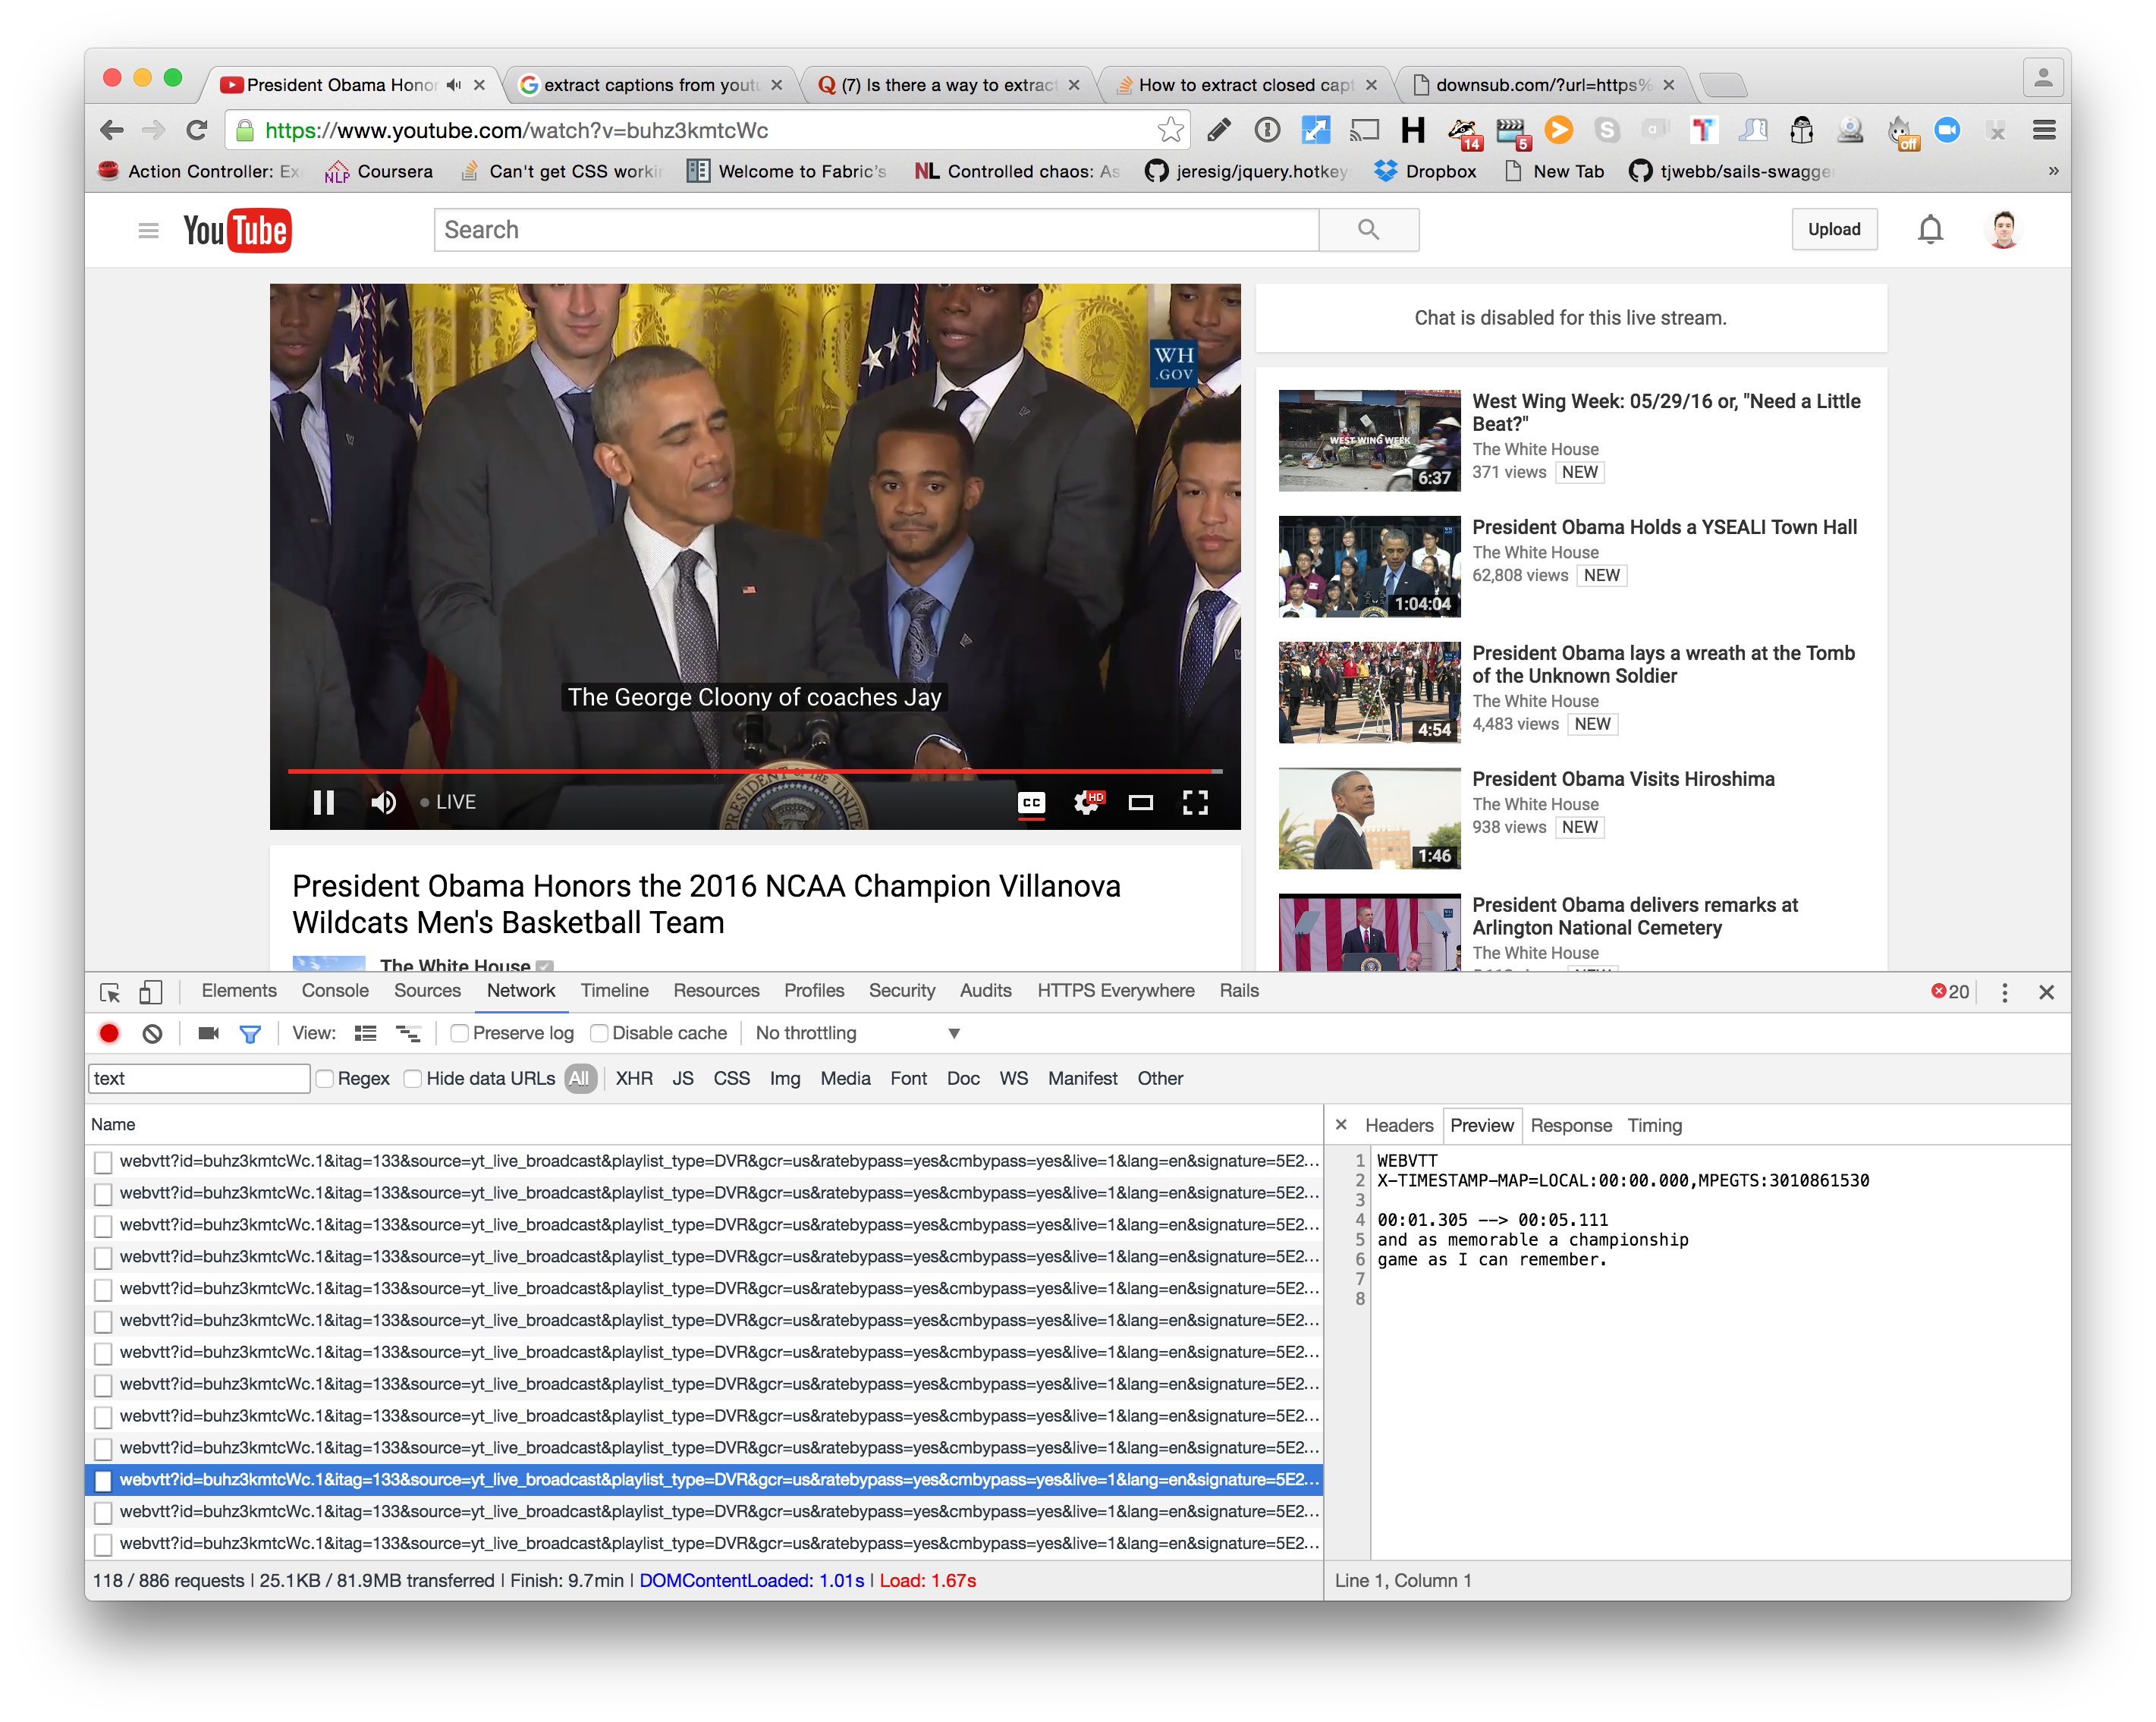 President Obama Honor
extract captions from youtu
(7) Is there a way to extract
How to extract closed capt
downsub.com/?url=https%
https://www.youtube.com/watch?v=buhz3kmtcWc
14
5
off
Action Controller: Ex
NLP Coursera
Can't get CSS workin
Welcome to Fabric's
NL Controlled chaos: As
jeresig/jquery.hotkey
Dropbox
New Tab
tjwebb/sails-swagge
»
YouTube
Search
Upload
WH
.GOV
The George Cloony of coaches Jay
LIVE
CC
HD
PRESIDENT OF THE UNITE
President Obama Honors the 2016 NCAA Champion Villanova
Wildcats Men's Basketball Team
The White House
Chat is disabled for this live stream.
WEST WING WEEK
6:37
West Wing Week: 05/29/16 or, "Need a Little
Beat?"
The White House
371 views NEW
1:04:04
President Obama Holds a YSEALI Town Hall
The White House
62,808 views NEW
4:54
President Obama lays a wreath at the Tomb
of the Unknown Soldier
The White House
4,483 views NEW
1:46
President Obama Visits Hiroshima
The White House
938 views NEW
President Obama delivers remarks at
Arlington National Cemetery
The White House
Elements Console Sources Network Timeline Resources Profiles Security Audits HTTPS Everywhere Rails
20
View: Preserve log Disable cache No throttling
text Regex Hide data URLs All XHR JS CSS Img Media Font Doc WS Manifest Other
Name
webvtt?id=buhz3kmtcWc.1&itag=133&source=yt_live_broadcast&playlist_type=DVR&gcr=us&ratebypass=yes&cmbypass=yes&live=1&lang=en&signature=5E2...
webvtt?id=buhz3kmtcWc.1&itag=133&source=yt_live_broadcast&playlist_type=DVR&gcr=us&ratebypass=yes&cmbypass=yes&live=1&lang=en&signature=5E2...
webvtt?id=buhz3kmtcWc.1&itag=133&source=yt_live_broadcast&playlist_type=DVR&gcr=us&ratebypass=yes&cmbypass=yes&live=1&lang=en&signature=5E2...
webvtt?id=buhz3kmtcWc.1&itag=133&source=yt_live_broadcast&playlist_type=DVR&gcr=us&ratebypass=yes&cmbypass=yes&live=1&lang=en&signature=5E2...
webvtt?id=buhz3kmtcWc.1&itag=133&source=yt_live_broadcast&playlist_type=DVR&gcr=us&ratebypass=yes&cmbypass=yes&live=1&lang=en&signature=5E2...
webvtt?id=buhz3kmtcWc.1&itag=133&source=yt_live_broadcast&playlist_type=DVR&gcr=us&ratebypass=yes&cmbypass=yes&live=1&lang=en&signature=5E2...
webvtt?id=buhz3kmtcWc.1&itag=133&source=yt_live_broadcast&playlist_type=DVR&gcr=us&ratebypass=yes&cmbypass=yes&live=1&lang=en&signature=5E2...
webvtt?id=buhz3kmtcWc.1&itag=133&source=yt_live_broadcast&playlist_type=DVR&gcr=us&ratebypass=yes&cmbypass=yes&live=1&lang=en&signature=5E2...
webvtt?id=buhz3kmtcWc.1&itag=133&source=yt_live_broadcast&playlist_type=DVR&gcr=us&ratebypass=yes&cmbypass=yes&live=1&lang=en&signature=5E2...
webvtt?id=buhz3kmtcWc.1&itag=133&source=yt_live_broadcast&playlist_type=DVR&gcr=us&ratebypass=yes&cmbypass=yes&live=1&lang=en&signature=5E2...
webvtt?id=buhz3kmtcWc.1&itag=133&source=yt_live_broadcast&playlist_type=DVR&gcr=us&ratebypass=yes&cmbypass=yes&live=1&lang=en&signature=5E2...
webvtt?id=buhz3kmtcWc.1&itag=133&source=yt_live_broadcast&playlist_type=DVR&gcr=us&ratebypass=yes&cmbypass=yes&live=1&lang=en&signature=5E2...
webvtt?id=buhz3kmtcWc.1&itag=133&source=yt_live_broadcast&playlist_type=DVR&gcr=us&ratebypass=yes&cmbypass=yes&live=1&lang=en&signature=5E2...
118 / 886 requests | 25.1KB / 81.9MB transferred | Finish: 9.7min | DOMContentLoaded: 1.01s | Load: 1.67s
× Headers Preview Response Timing
1 WEBVTT
2 X-TIMESTAMP-MAP=LOCAL:00:00.000,MPEGTS:3010861530
3
4 00:01.305 --> 00:05.111
5 and as memorable a championship
6 game as I can remember.
7
8
Line 1, Column 1